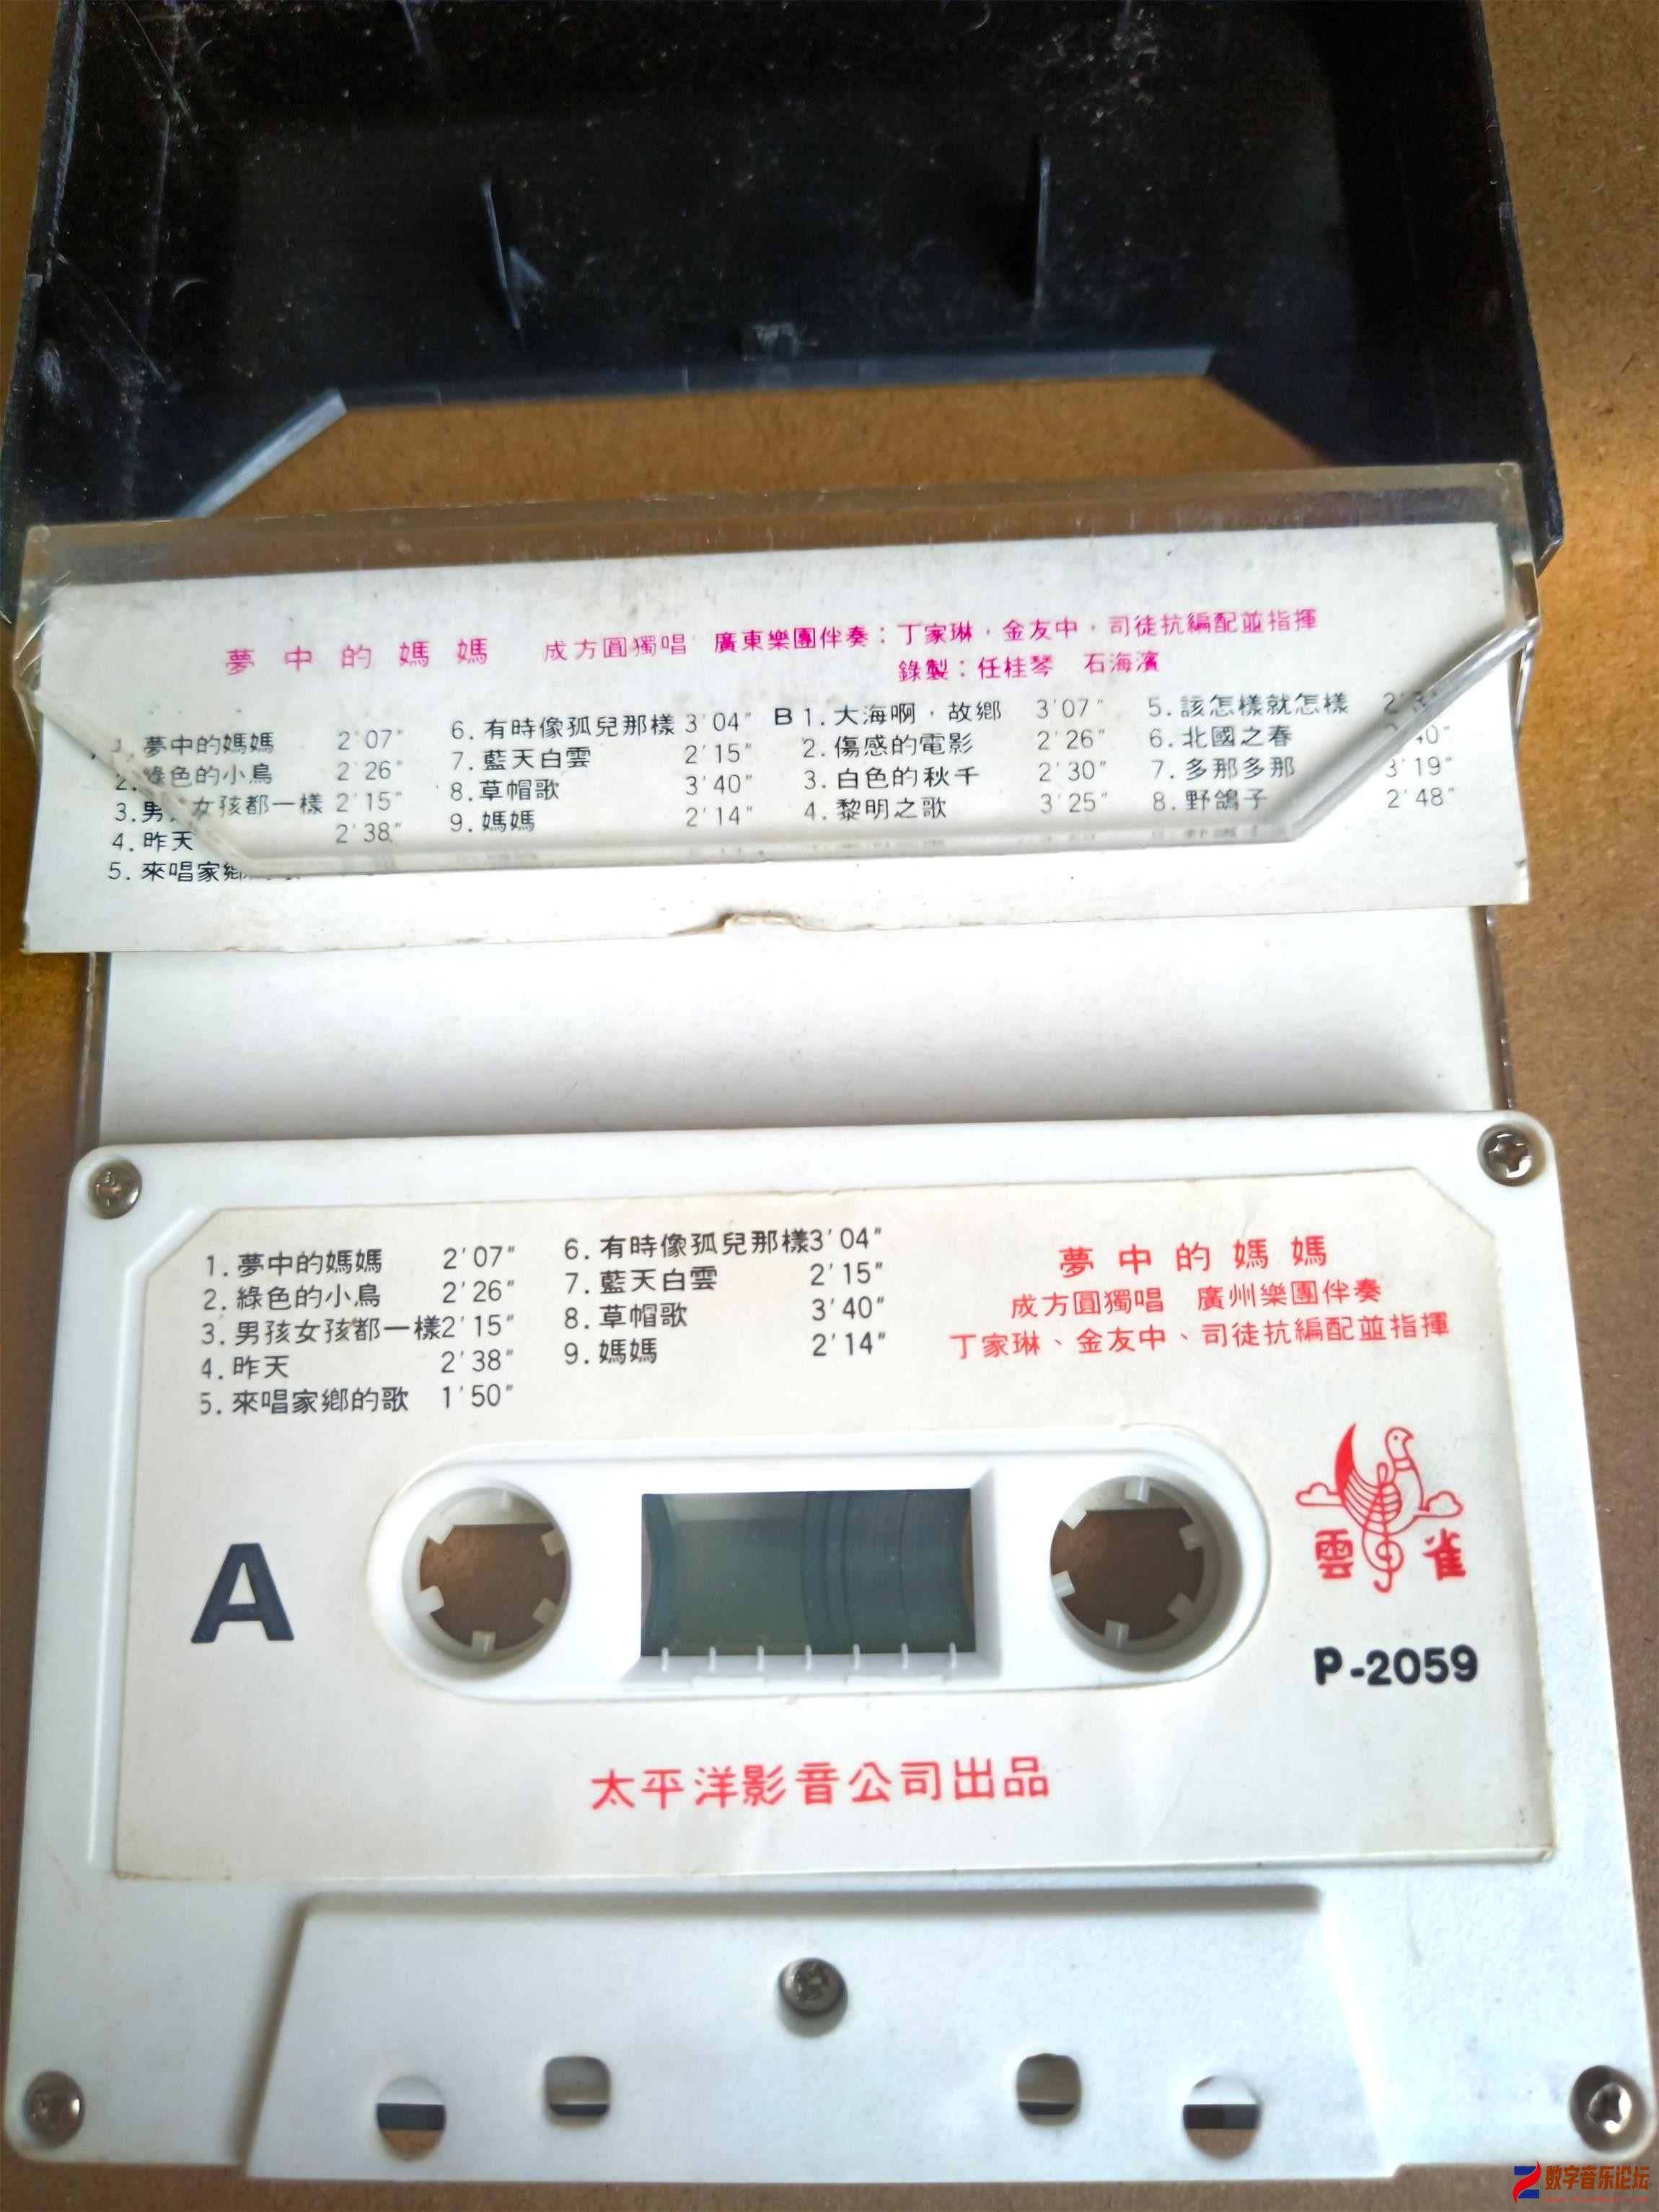 夢中的媽媽 成方圓獨唱 廣東樂團伴奏：丁家琳，金友中，司徒抗編配並指揮
錄製：任桂琴 石海濱
1. 夢中的媽媽 2'07"
2. 綠色的小鳥 2'26"
3. 男 女孩都一樣 2'15"
4. 昨天 2'38"
5. 來唱家鄉
6. 有時像孤兒那樣 3'04"
7. 藍天白雲 2'15"
8. 草帽歌 3'40"
9. 媽媽 2'14"
B 1. 大海啊，故鄉 3'07"
2. 傷感的電影 2'26"
3. 白色的秋千 2'30"
4. 黎明之歌 3'25"
5. 該怎樣就怎樣
6. 北國之春
7. 多那多那 3'19"
8. 野鴿子 2'48"
1. 夢中的媽媽 2'07"
2. 綠色的小鳥 2'26"
3. 男孩女孩都一樣 2'15"
4. 昨天 2'38"
5. 來唱家鄉的歌 1'50"
6. 有時像孤兒那樣 3'04"
7. 藍天白雲 2'15"
8. 草帽歌 3'40"
9. 媽媽 2'14"
夢中的媽媽
成方圓獨唱 廣州樂團伴奏
丁家琳、金友中、司徒抗編配並指揮
雲雀
A
P-2059
太平洋影音公司出品
数字音乐论坛